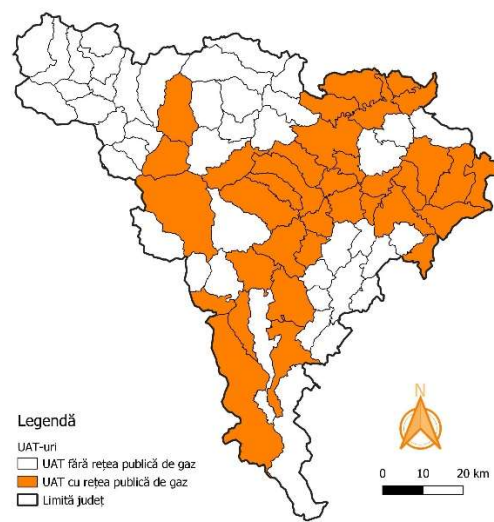 Legendă
UAT-uri
UAT fără rețea publică de gaz
UAT cu rețea publică de gaz
Limită județ
N
0 10 20 km